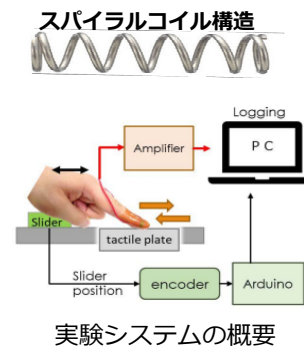 スパイラルコイル構造
Logging
Amplifier
P C
Slider
tactile plate
Slider
position
encoder
Arduino
実験システムの概要